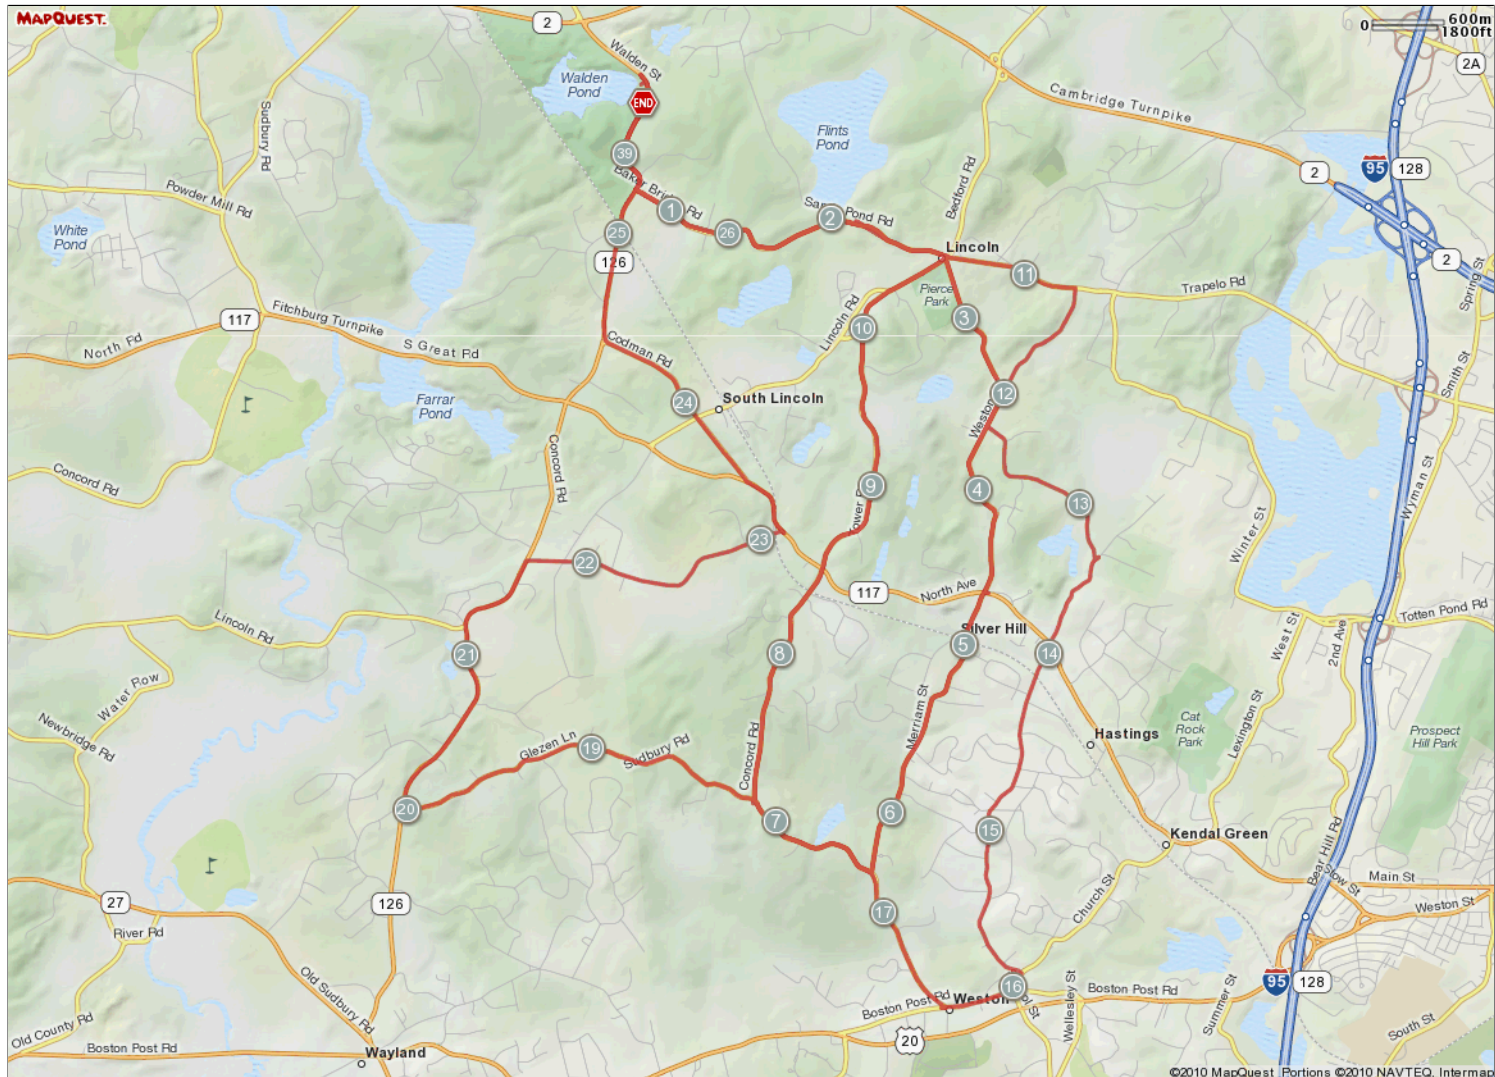 MAPQUEST.
2
600m
0
1800ft
2A
Walden St
Walden
Pond
END
Cambridge Turnpike
Flints
Pond
Sudbury Rd
39
95
128
2
Powder Mill Rd
Bedford Rd
1
26
2
Pond Rd
White
Pond
25
126
Lincoln
2
11
Spring St
Trapelo Rd
Pierce
Park
117
Fitchburg Turnpike
3
10
Lincoln Rd
North Rd
S Great Rd
Codman Rd
Smith St
24
South Lincoln
12
Farrar
Pond
Weston
Concord Rd
Concord Rd
9
4
13
Wyman St
Winter St
23
22
117
North Ave
Totten Pond Rd
Lincoln Rd
Silver Hill
West St
2nd Ave
21
8
5
14
Water Row
Merriam St
Lexington St
Newbridge Rd
Cat
Rock
Park
Hastings
Prospect
Hill Park
Glezen Ln
19
Sudbury Rd
Concord Rd
20
7
6
15
Kendal Green
Bear Hill Rd
Main St
27
126
17
Church St
Weston St
River Rd
Old Sudbury Rd
16
95
128
Boston Post Rd
Weston
Boston Post Rd
Wellesley St
Summer St
Old County Rd
Boston Post Rd
Wayland
20
South St
©2010 MapQuest Portions ©2010 NAVTEQ, Intermap